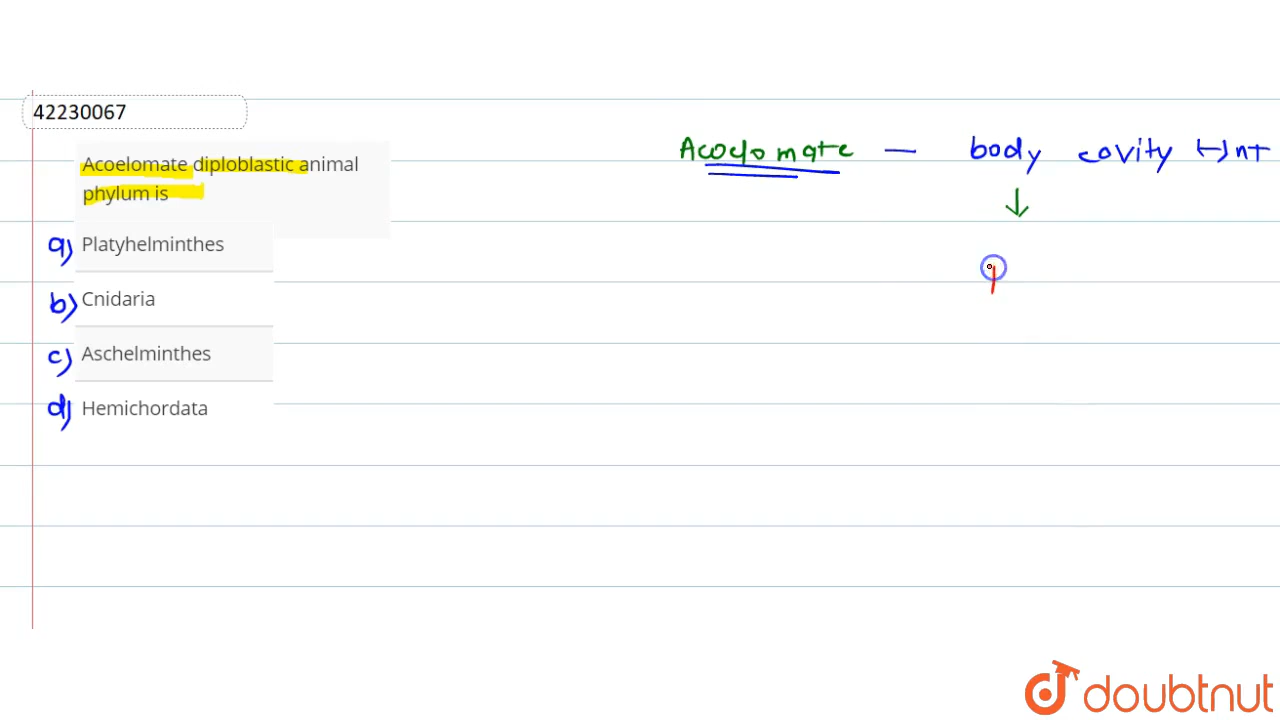 42230067
Acoelomate diploblastic animal
phylum is
a) Platyhelminthes
b) Cnidaria
c) Aschelminthes
d) Hemichordata
Acoelomate — body cavity
doubtnut